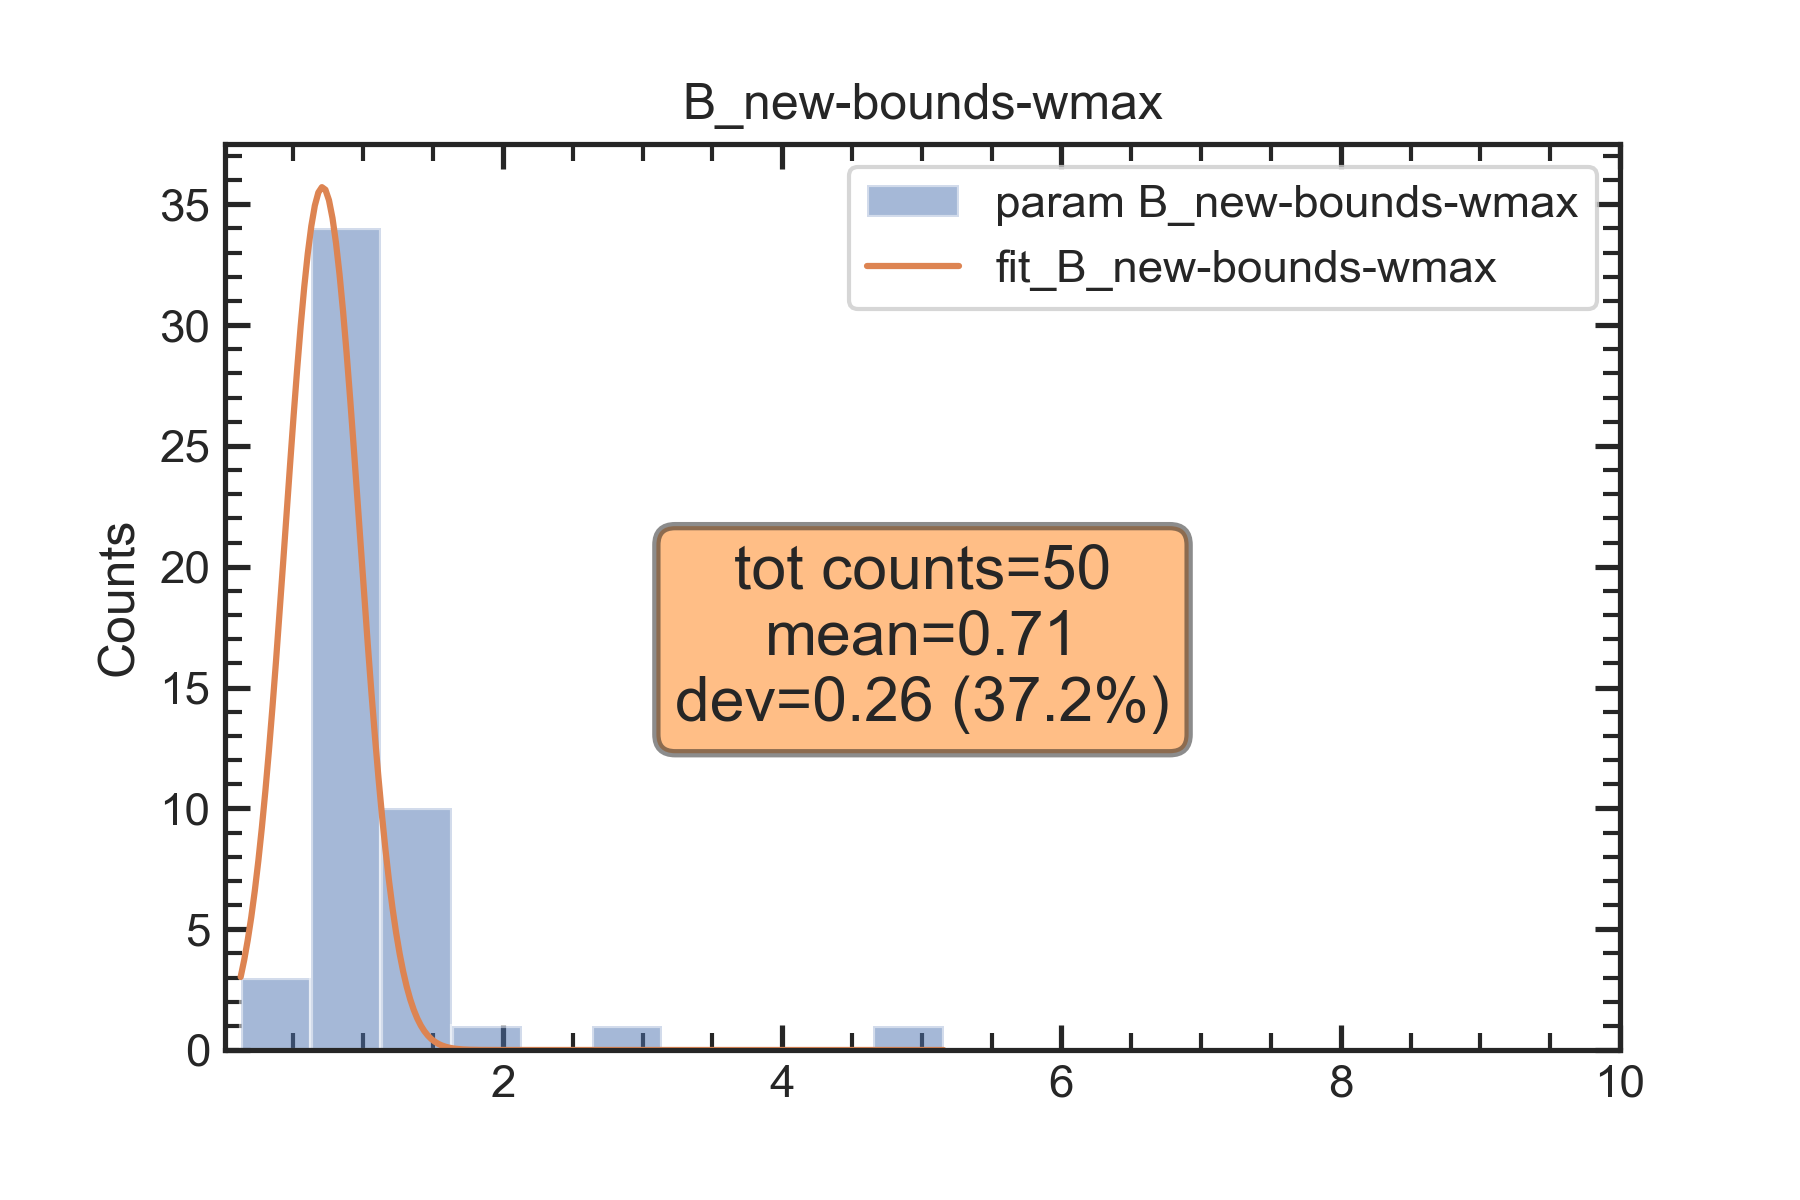 B_new-bounds-wmax
param B_new-bounds-wmax
fit_B_new-bounds-wmax
35
30
25
20
15
10
5
0
Counts
tot counts=50
mean=0.71
dev=0.26 (37.2%)
2 4 6 8 10